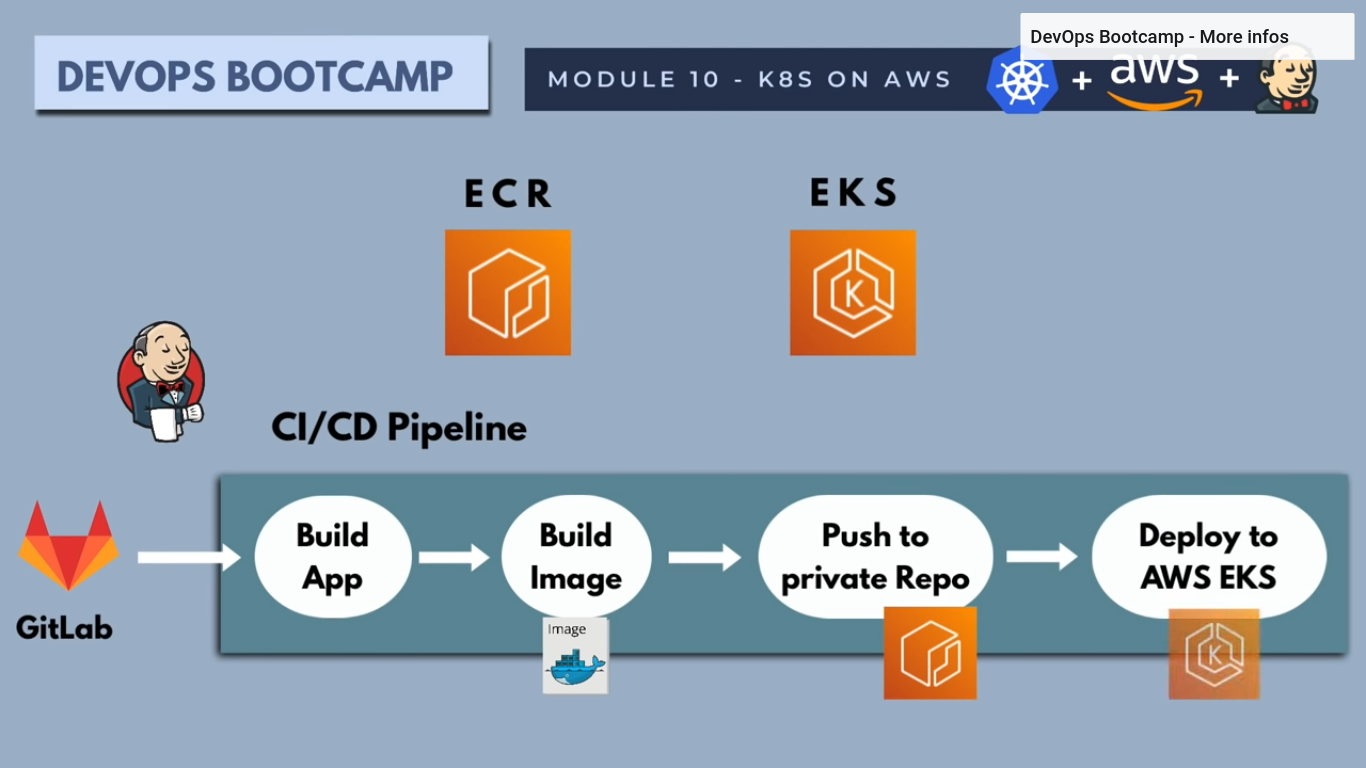 DevOps Bootcamp - More infos
DEVOPS BOOTCAMP
MODULE 10 - K8S ON AWS
+
aws
+
ECR
EKS
K
CI/CD Pipeline
Build
App
Build
Image
Push to
private Repo
Deploy to
AWS EKS
GitLab
Image
K